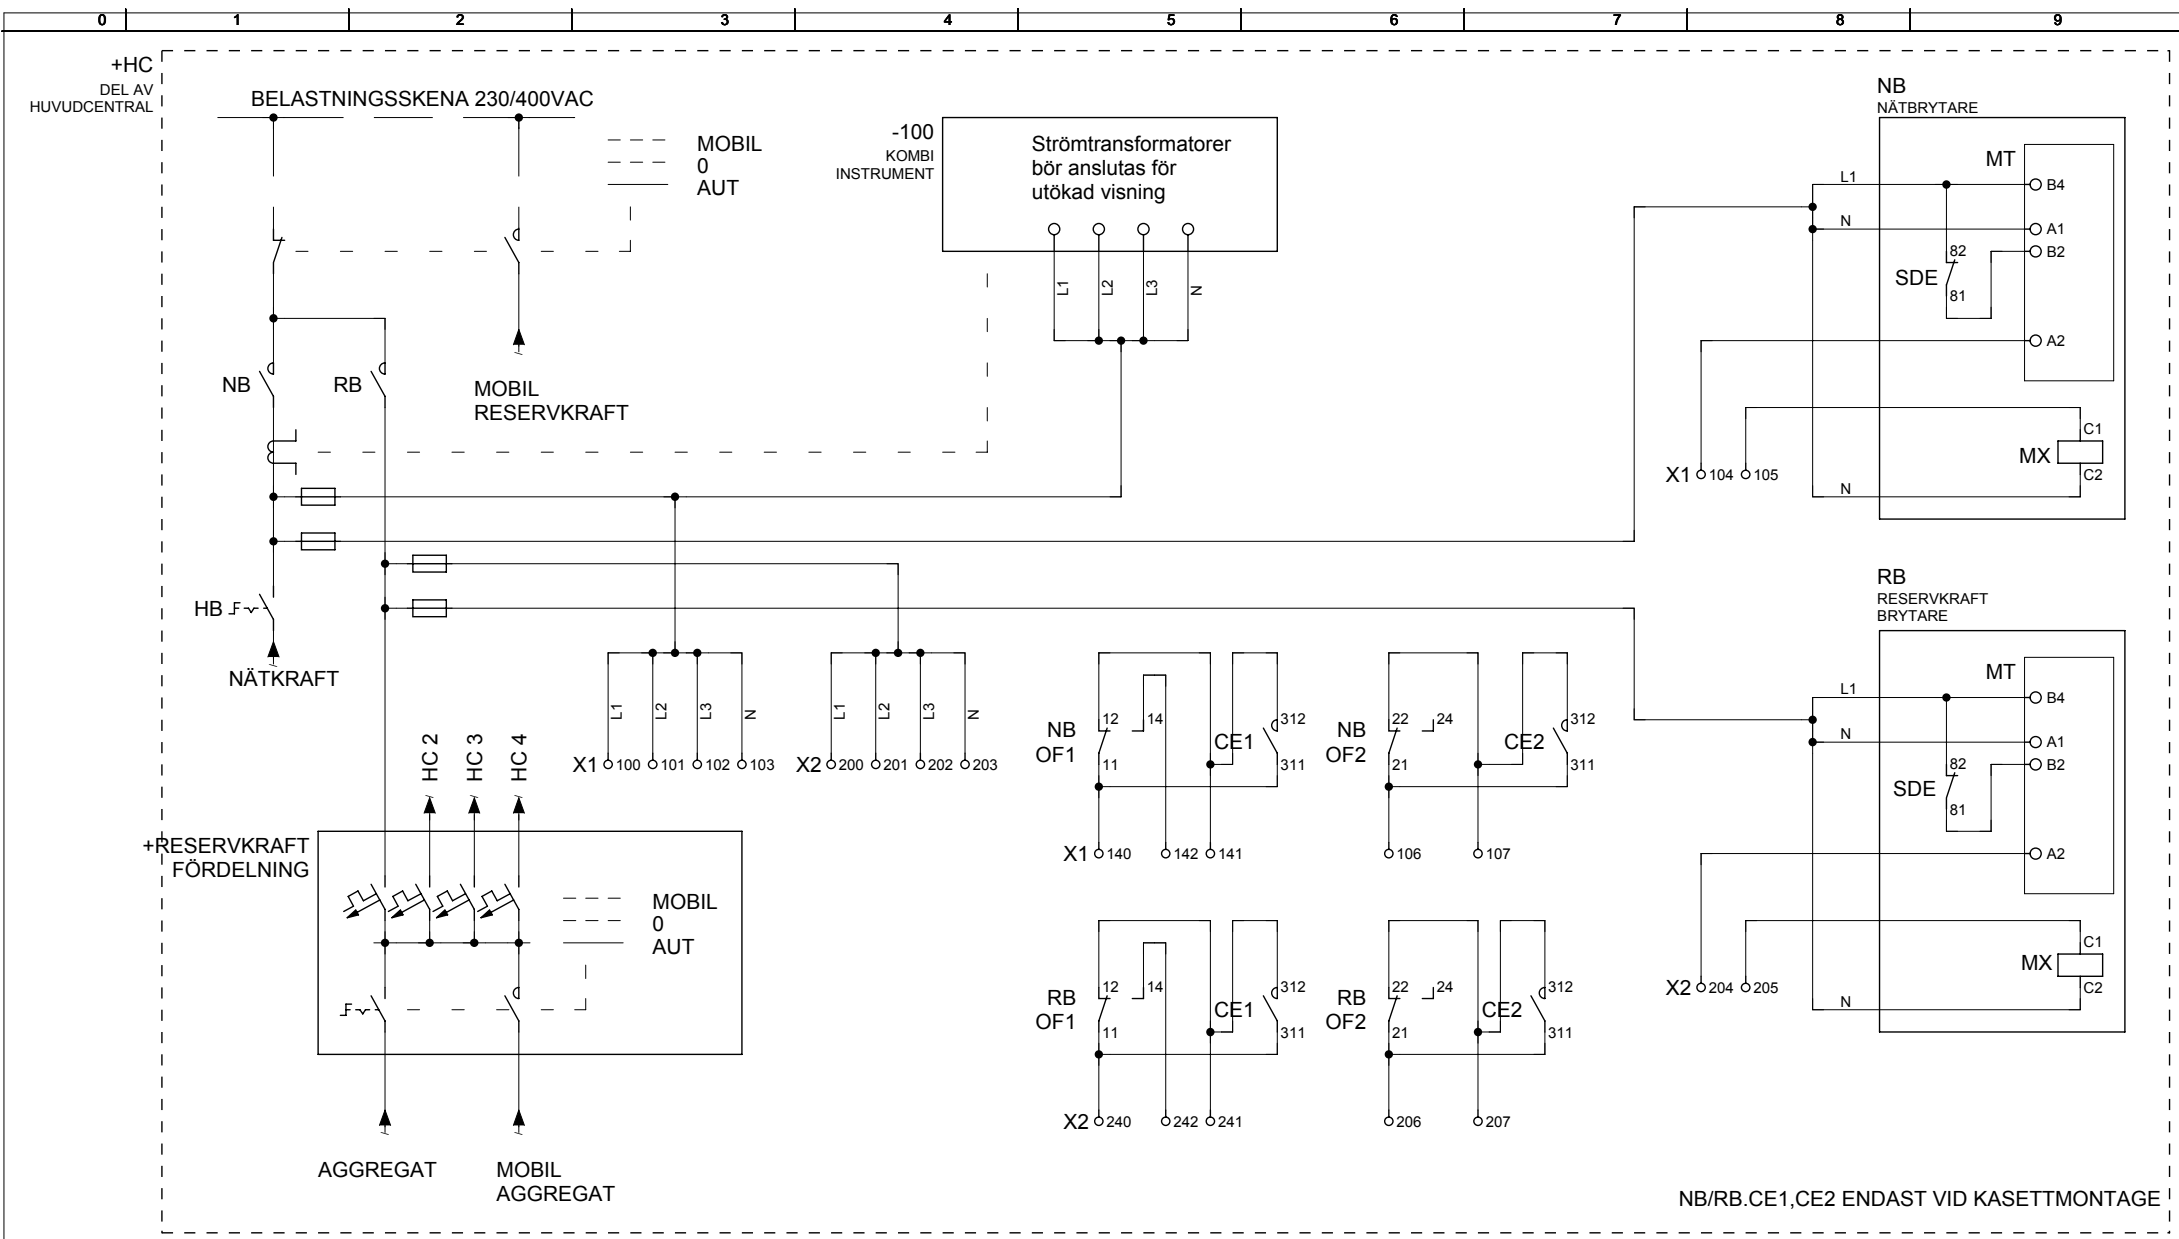 0 1 2 3 4 5 6 7 8 9
+HC
DEL AV
HUVUDCENTRAL
BELASTNINGSSKENA 230/400VAC
MOBIL
0
AUT
-100
KOMBI
INSTRUMENT
Strömtransformatorer
bör anslutas för
utökad visning
L1 L2 L3 N
NB
RB
MOBIL
RESERVKRAFT
HB
NÄTKRAFT
NB
NÄTBRYTARE
MT
L1
B4
N
A1
B2
82
SDE
81
A2
C1
MX
C2
X1 104 105
N
RB
RESERVKRAFT
BRYTARE
MT
L1
B4
N
A1
B2
82
SDE
81
A2
C1
MX
C2
X2 204 205
N
L1 L2 L3 N
X1 100 101 102 103
L1 L2 L3 N
X2 200 201 202 203
HC 2
HC 3
HC 4
+RESERVKRAFT
FÖRDELNING
MOBIL
0
AUT
AGGREGAT
MOBIL
AGGREGAT
NB
OF1
12 14
11
CE1
312
311
X1 140 142 141
NB
OF2
22 24
21
CE2
312
311
106 107
RB
OF1
12 14
11
CE1
312
311
X2 240 242 241
RB
OF2
22 24
21
CE2
312
311
206 207
NB/RB.CE1,CE2 ENDAST VID KASETTMONTAGE